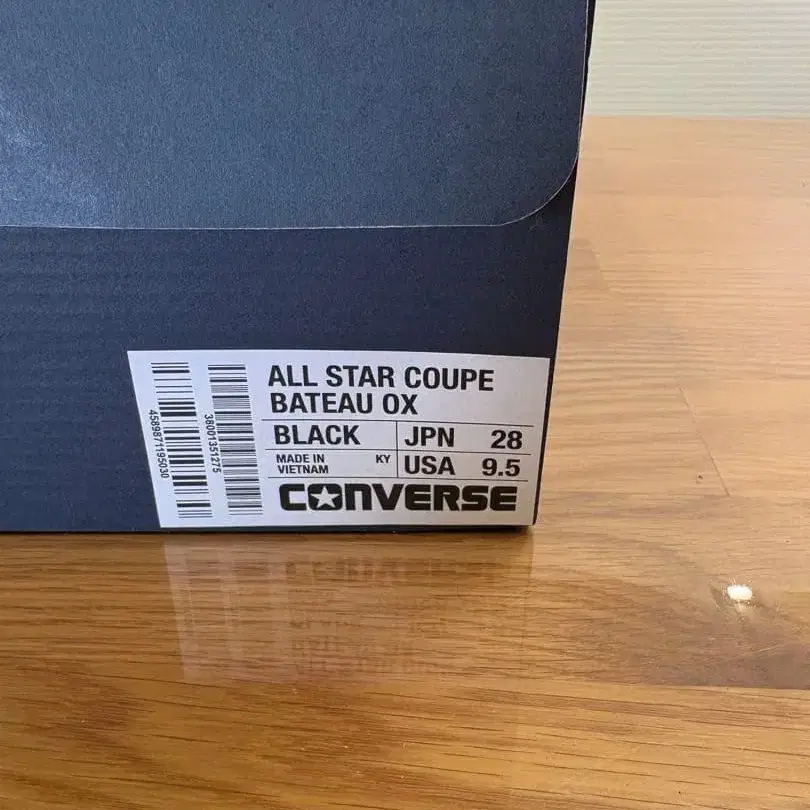 4589871195030
38001351275
ALL STAR COUPE
BATEAU OX
BLACK JPN 28
MADE IN VIETNAM KY USA 9.5
CONVERSE